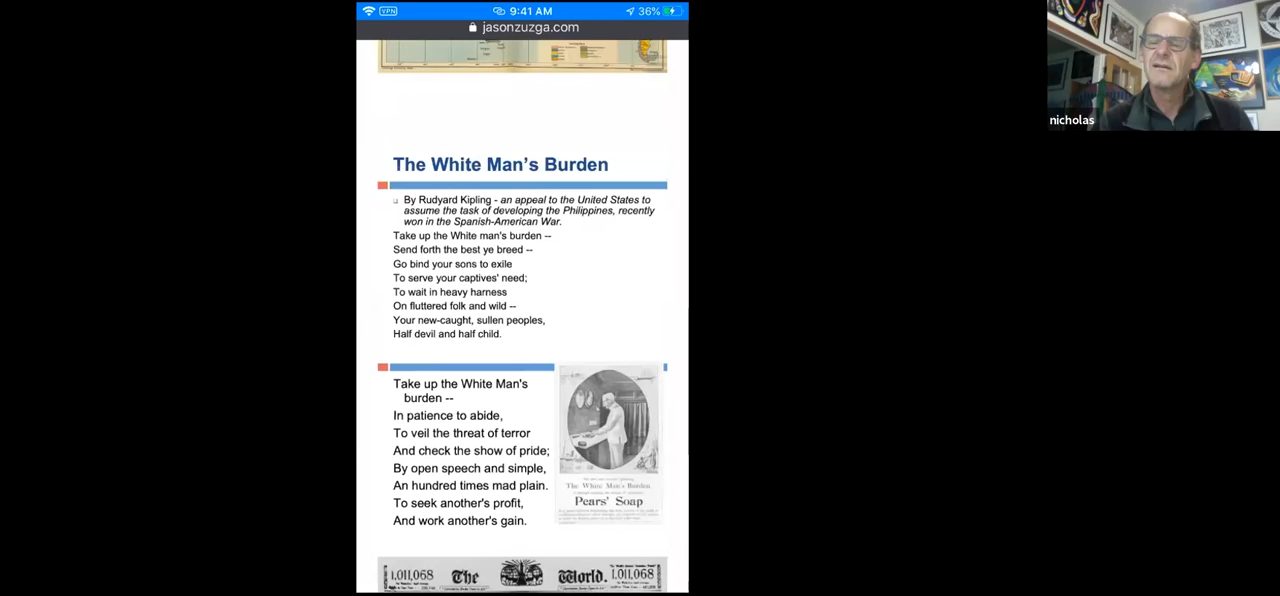 VPN
9:41 AM
36%
jasonzuzga.com
nicholas
The White Man's Burden
By Rudyard Kipling - an appeal to the United States to
assume the task of developing the Philippines, recently
won in the Spanish-American War.
Take up the White man's burden --
Send forth the best ye breed --
Go bind your sons to exile
To serve your captives' need;
To wait in heavy harness
On fluttered folk and wild --
Your new-caught, sullen peoples,
Half devil and half child.
Take up the White Man's
burden --
In patience to abide,
To veil the threat of terror
And check the show of pride;
By open speech and simple,
An hundred times mad plain.
To seek another's profit,
And work another's gain.
The White Man's Burden
Pears' Soap
1,011,068 The World. 1,011,068